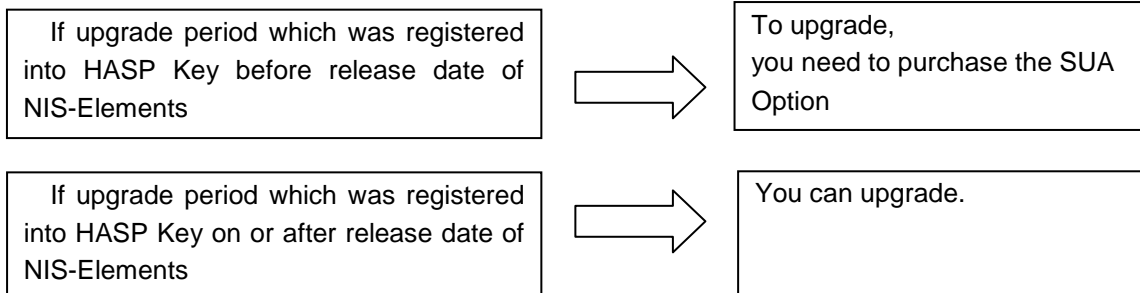 If upgrade period which was registered
into HASP Key before release date of
NIS-Elements
To upgrade,
you need to purchase the SUA
Option
If upgrade period which was registered
into HASP Key on or after release date of
NIS-Elements
You can upgrade.